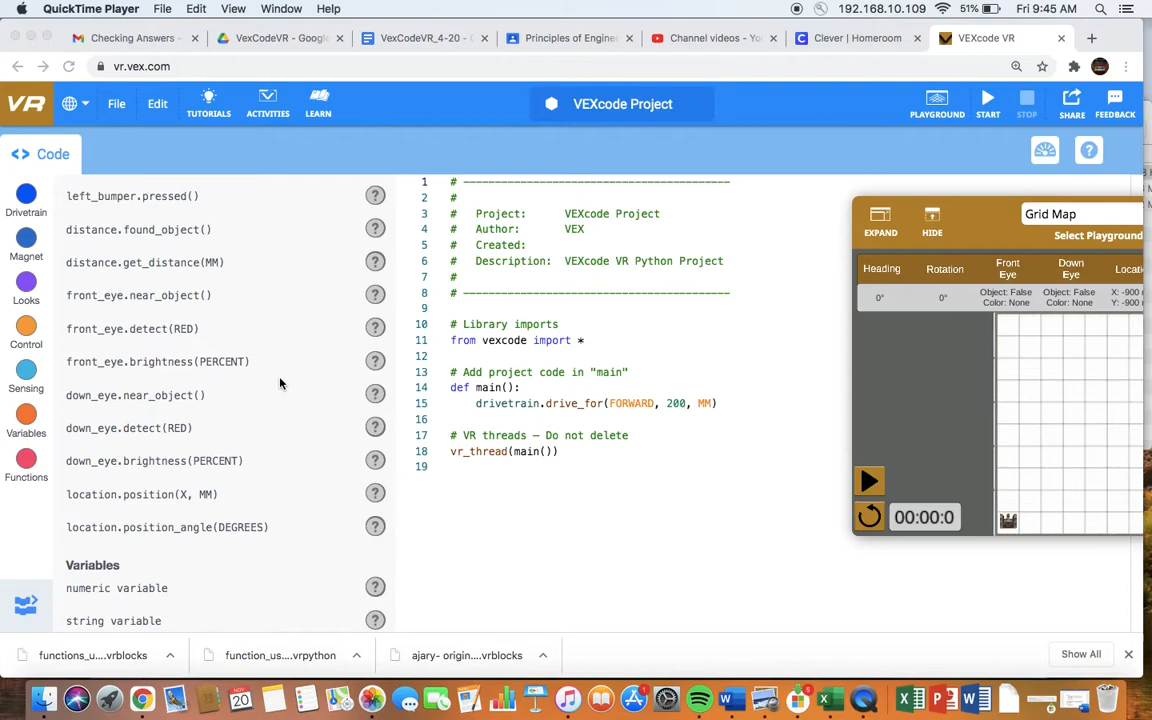 QuickTime Player File Edit View Window Help 192.168.10.109 51% Fri 9:45 AM
Checking Answers - VexCodeVR - Google VexCodeVR_4-20 - Principles of Engine Channel videos - Yo Clever | Homeroom VEXcode VR
vr.vex.com
VR File Edit TUTORIALS ACTIVITIES LEARN VEXcode Project PLAYGROUND START STOP SHARE FEEDBACK
<> Code
Drivetrain
Magnet
Looks
Control
Sensing
Variables
Functions
left_bumper.pressed() ?
distance.found_object() ?
distance.get_distance(MM) ?
front_eye.near_object() ?
front_eye.detect(RED) ?
front_eye.brightness(PERCENT) ?
down_eye.near_object() ?
down_eye.detect(RED) ?
down_eye.brightness(PERCENT) ?
location.position(X, MM) ?
location.position_angle(DEGREES) ?
Variables
numeric variable ?
string variable ?
1 # ------------------------------------------
2 #
3 # Project: VEXcode Project
4 # Author: VEX
5 # Created:
6 # Description: VEXcode VR Python Project
7 #
8 # ------------------------------------------
9
10 # Library imports
11 from vexcode import *
12
13 # Add project code in "main"
14 def main():
15 drivetrain.drive_for(FORWARD, 200, MM)
16
17 # VR threads — Do not delete
18 vr_thread(main())
19
?
EXPAND HIDE Grid Map
Select Playground
Heading Rotation Front Eye Down Eye Locati
0° 0° Object: False Color: None Object: False Color: None X: -900 Y: -900
00:00:0
functions_u....vrblocks function_us....vrpython ajary- origin....vrblocks Show All
NOV 20